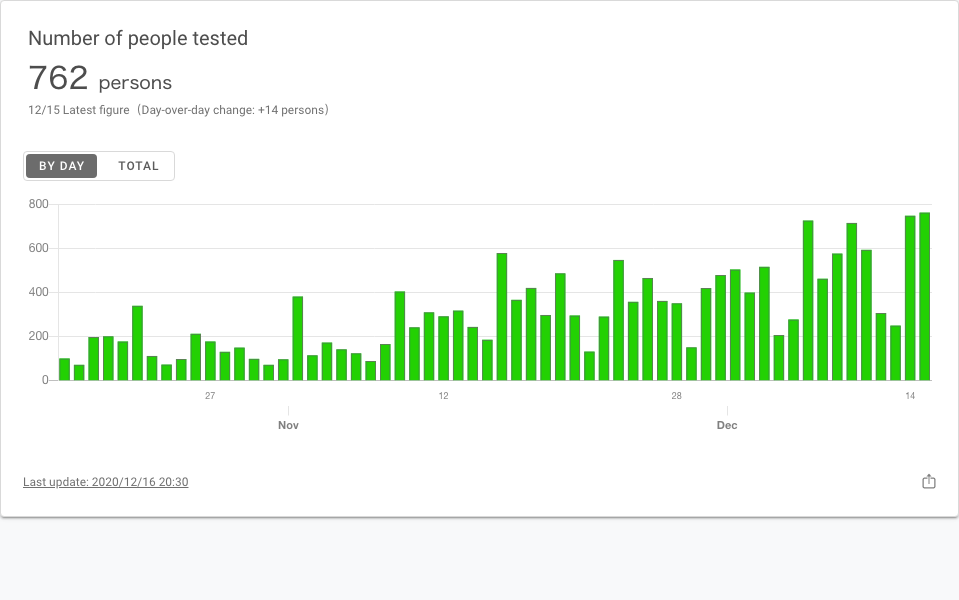 Number of people tested
762 persons
12/15 Latest figure（Day-over-day change: +14 persons）
BY DAY TOTAL
800
600
400
200
0
27 12 28 14
Nov Dec
Last update: 2020/12/16 20:30